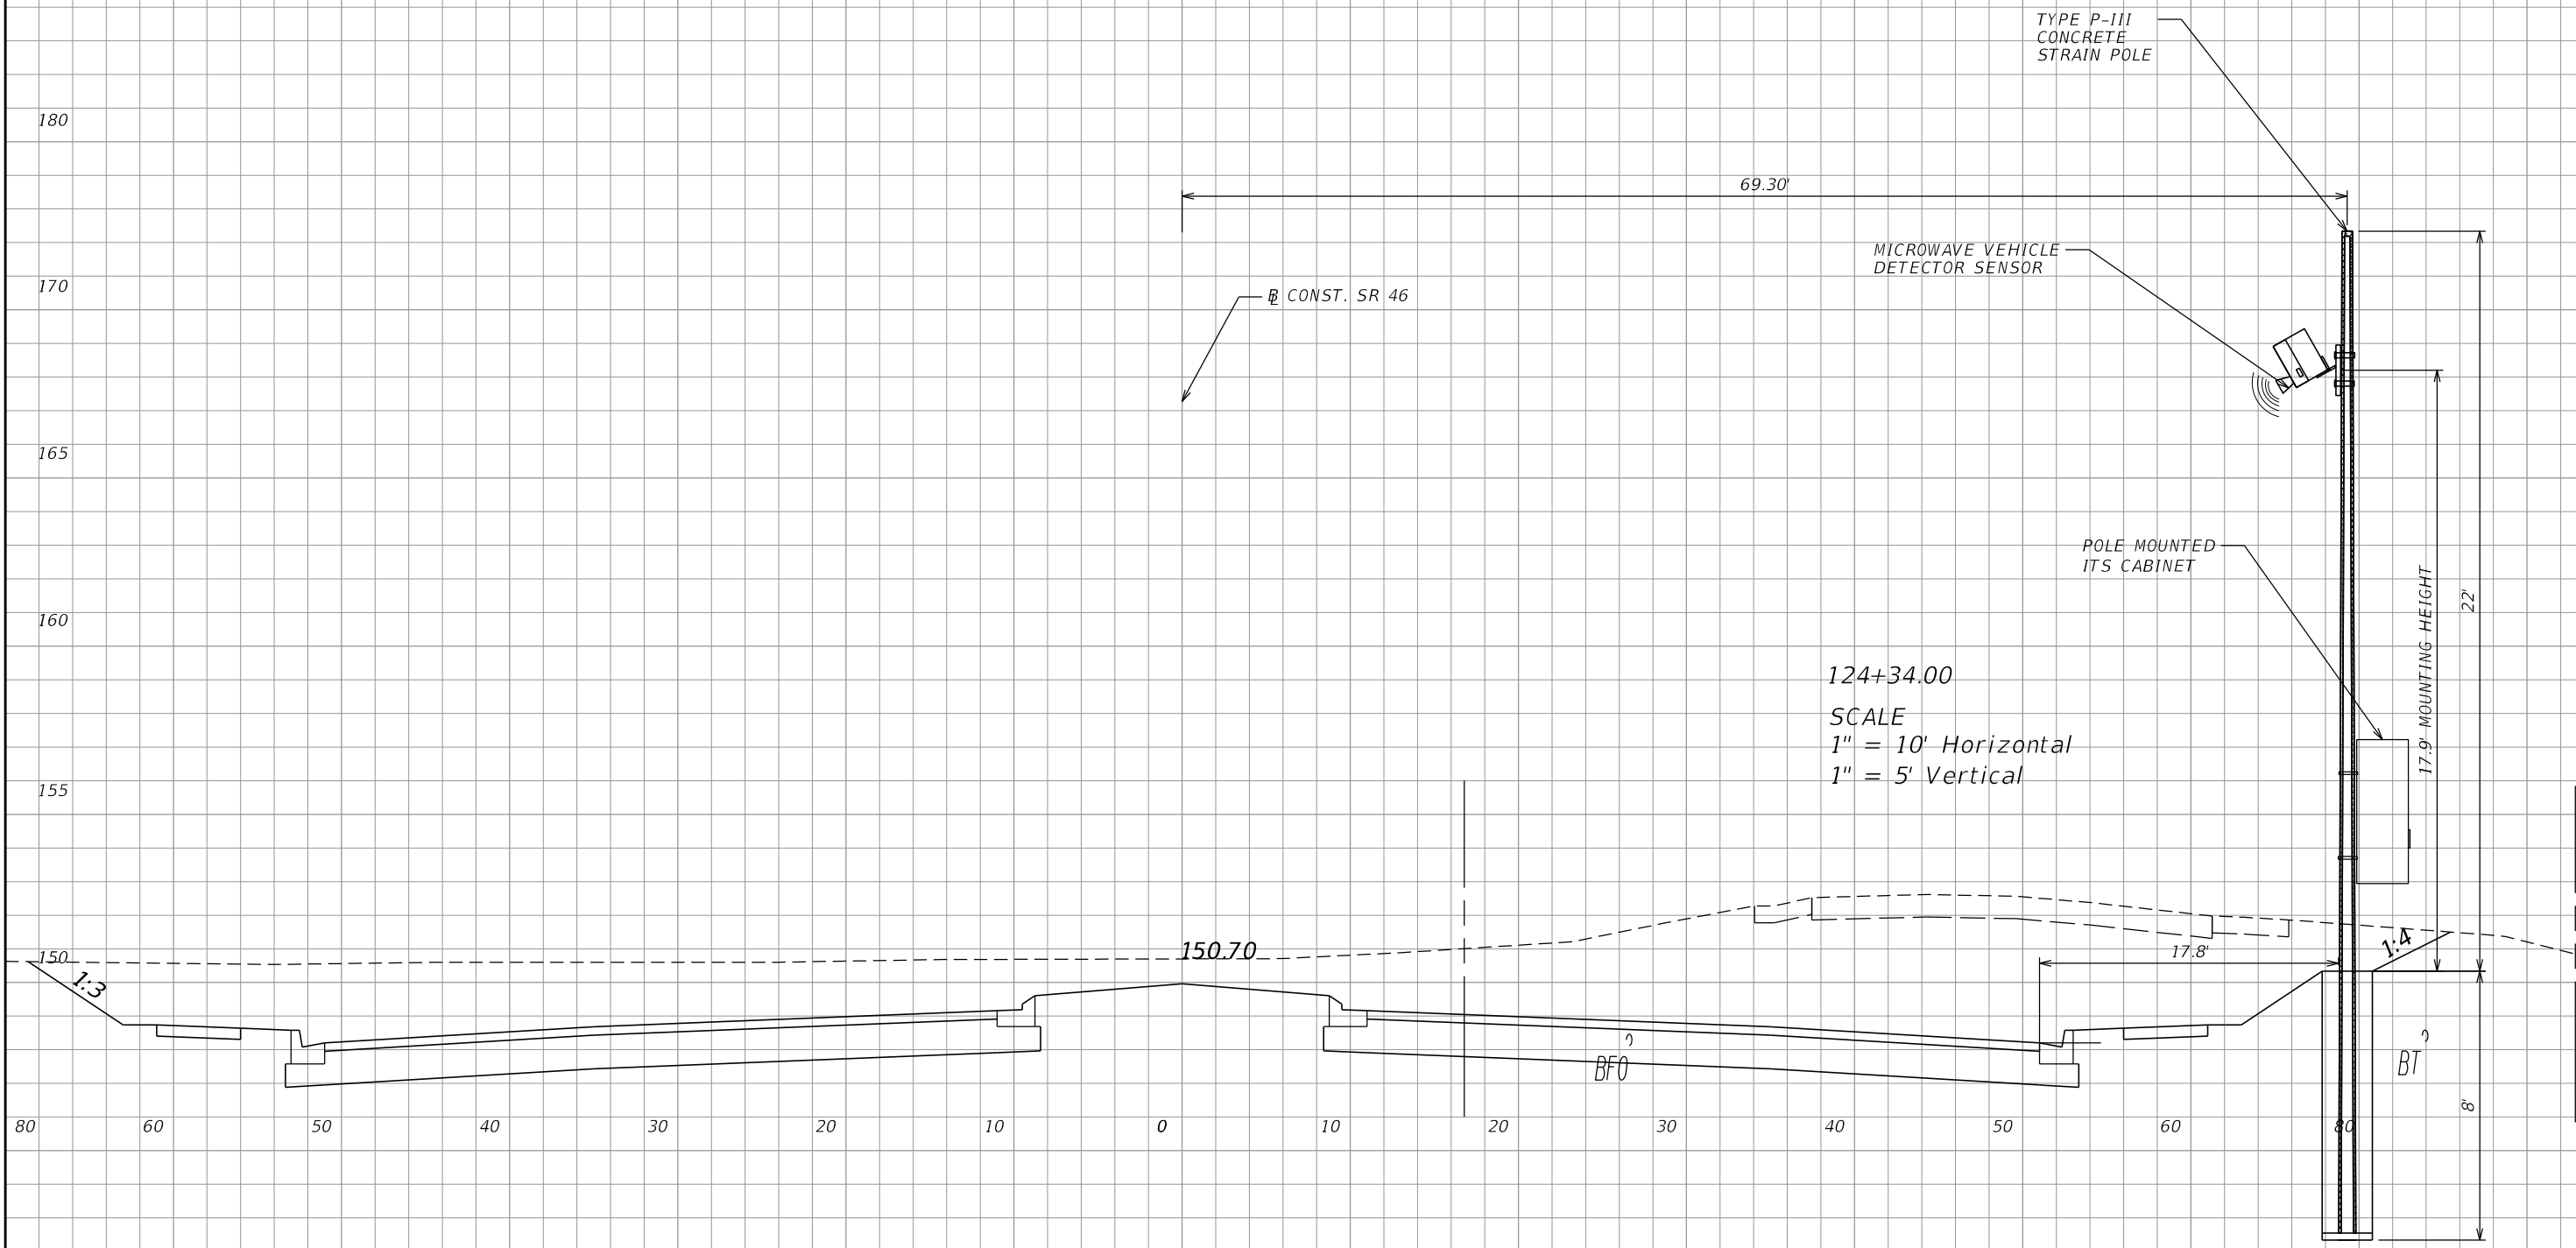 TYPE P-III
CONCRETE
STRAIN POLE
180
69.30'
MICROWAVE VEHICLE
DETECTOR SENSOR
170
BL CONST. SR 46
165
POLE MOUNTED
ITS CABINET
160
22'
17.9' MOUNTING HEIGHT
124+34.00
SCALE
1" = 10' Horizontal
1" = 5' Vertical
155
150
150.70
17.8'
1:4
1:3
BFO
BT
8'
80 60 50 40 30 20 10 0 10 20 30 40 50 60 80